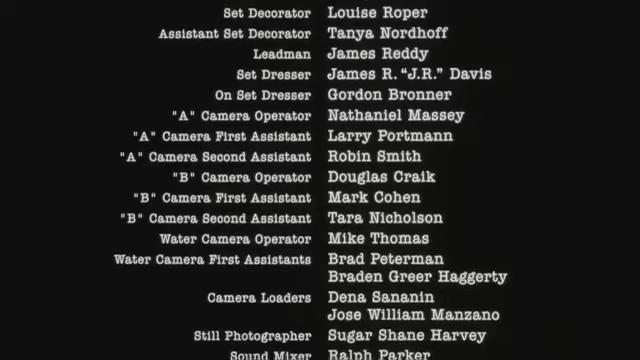 Set Decorator Louise Roper
Assistant Set Decorator Tanya Nordhoff
Leadman James Reddy
Set Dresser James R. “J.R.” Davis
On Set Dresser Gordon Bronner
"A" Camera Operator Nathaniel Massey
"A" Camera First Assistant Larry Portmann
"A" Camera Second Assistant Robin Smith
"B" Camera Operator Douglas Craik
"B" Camera First Assistant Mark Cohen
"B" Camera Second Assistant Tara Nicholson
Water Camera Operator Mike Thomas
Water Camera First Assistants Brad Peterman
Braden Greer Haggerty
Camera Loaders Dena Sananin
Jose William Manzano
Still Photographer Sugar Shane Harvey
Sound Mixer Ralph Parker